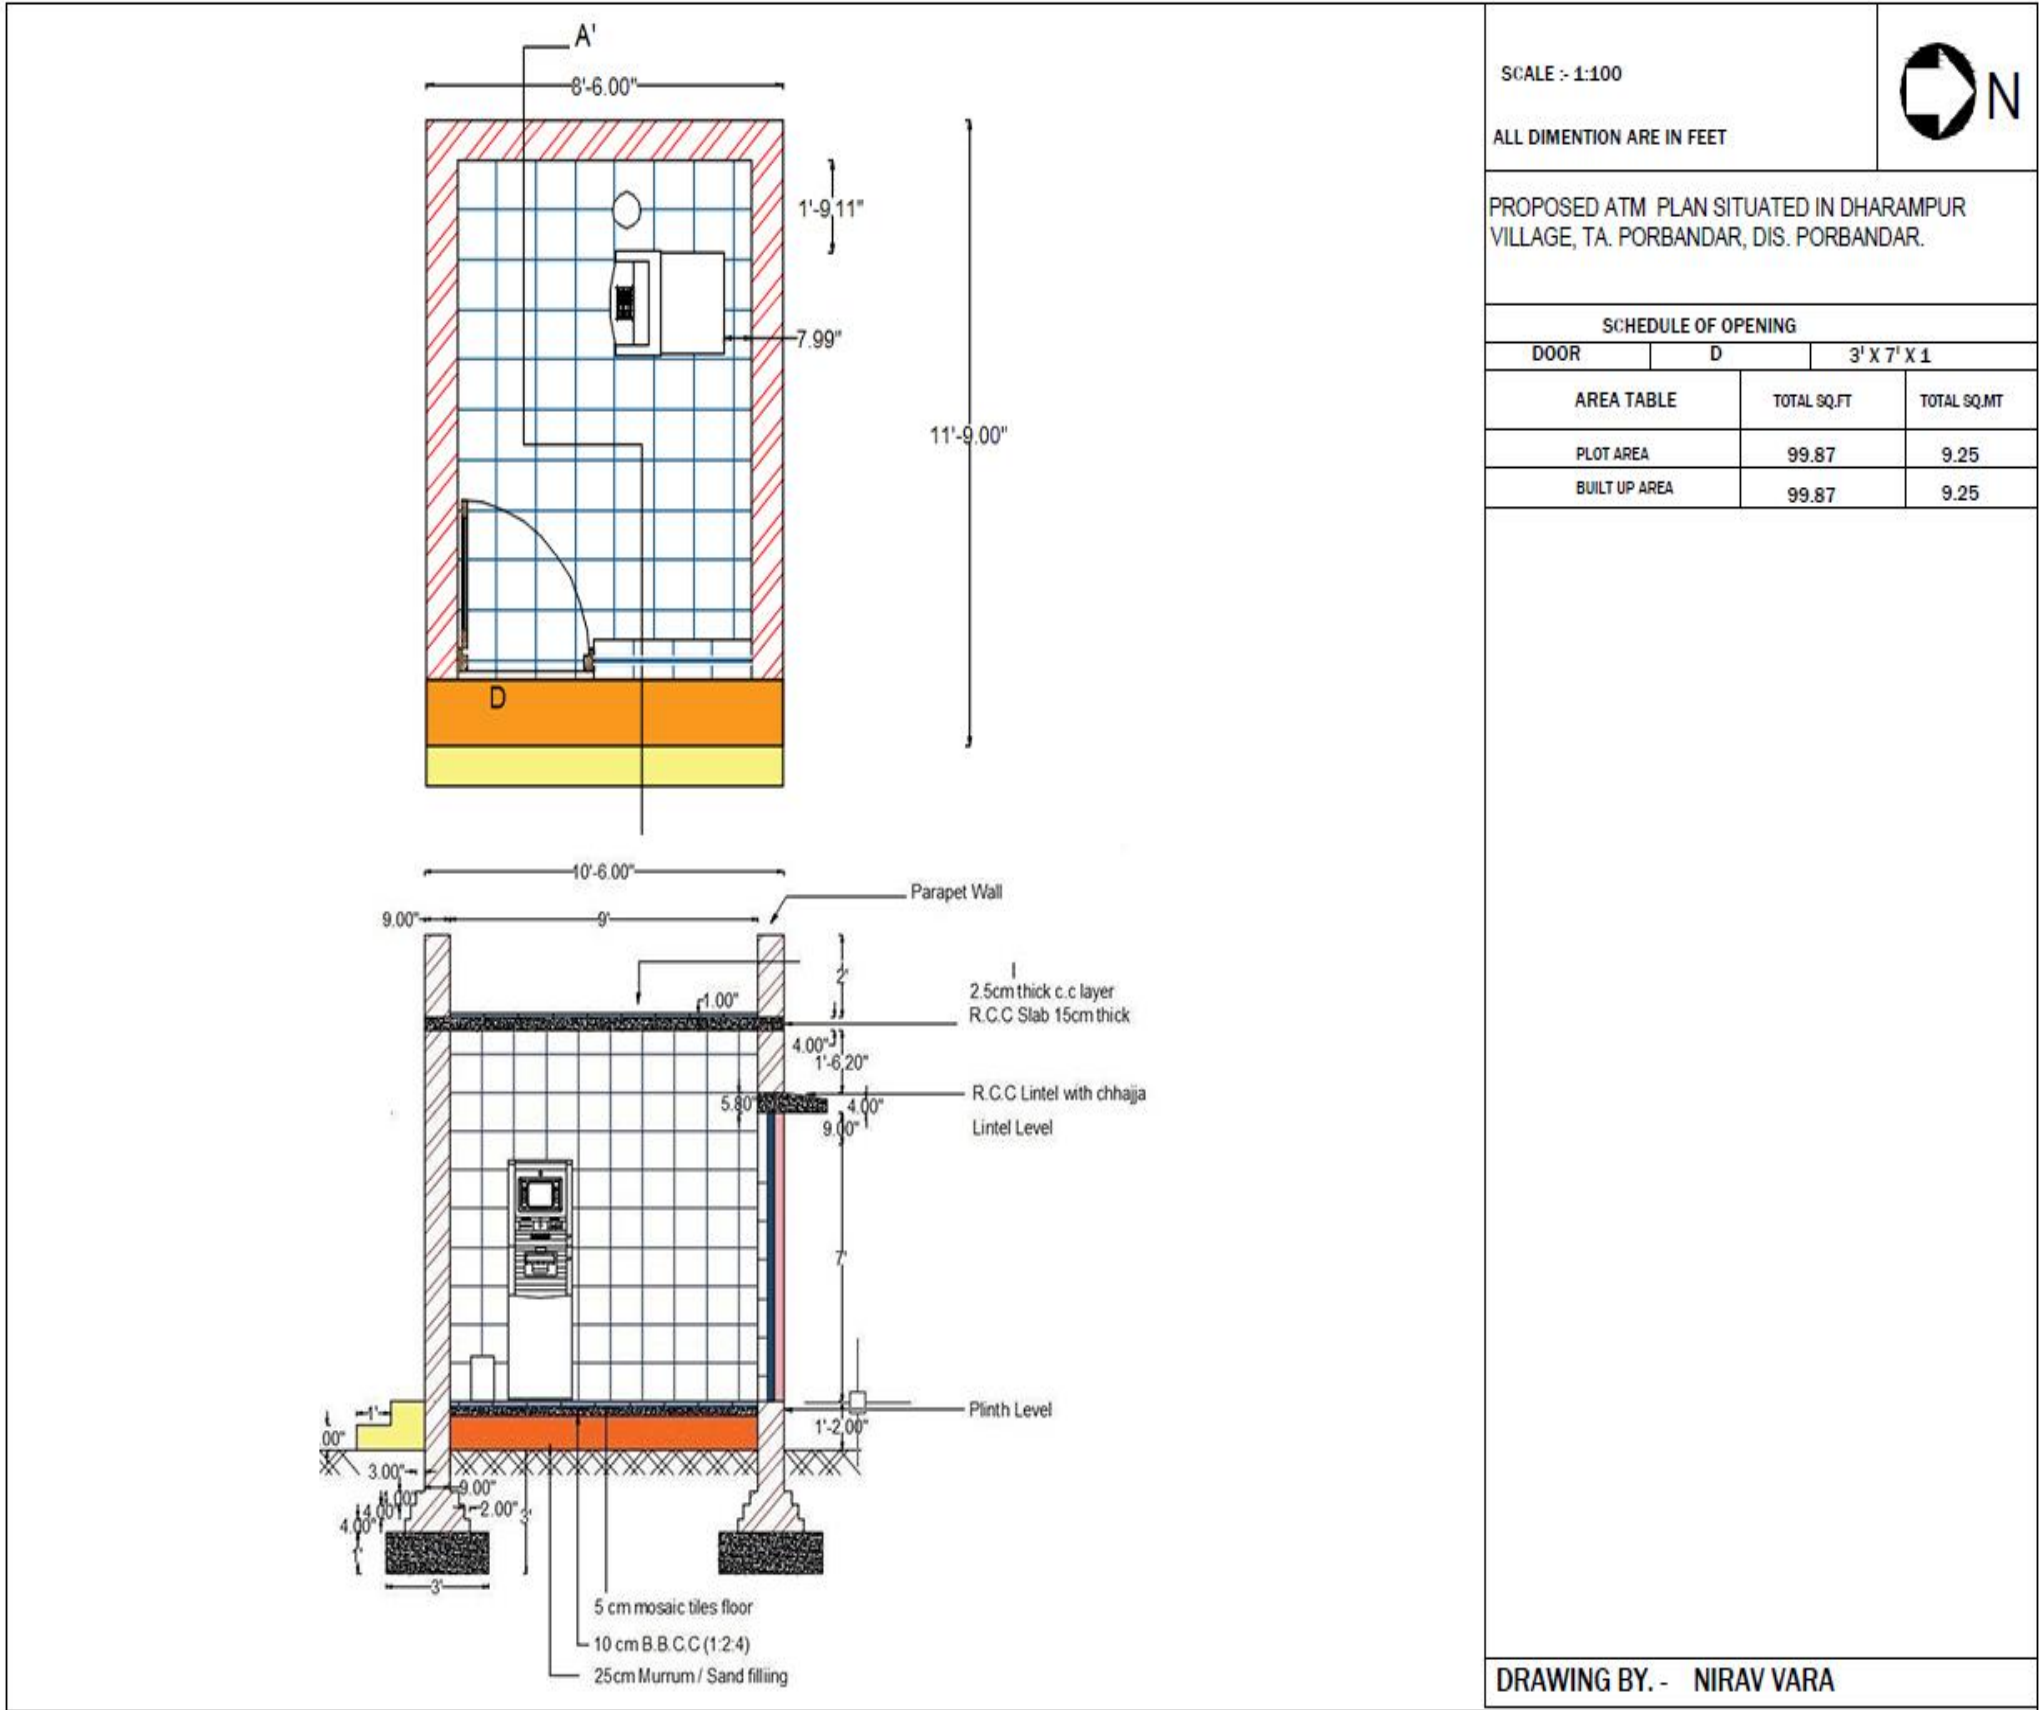 A'
8'-6.00"
1'-9.11"
7.99"
11'-9.00"
D
10'-6.00"
Parapet Wall
9.00"
9'
2'
1.00"
2.5cm thick c.c layer
R.C.C Slab 15cm thick
4.00"
1'-6.20"
R.C.C Lintel with chhajja
5.80"
4.00"
9.00"
Lintel Level
7'
Plinth Level
1'
1'-2.00"
.00"
3.00"
9.00"
4.00"
2.00"
3'
4.00"
1'
3'
5 cm mosaic tiles floor
10 cm B.B.C.C (1:2:4)
25cm Murrum / Sand filliing
SCALE :- 1:100
N
ALL DIMENTION ARE IN FEET
PROPOSED ATM PLAN SITUATED IN DHARAMPUR
VILLAGE, TA. PORBANDAR, DIS. PORBANDAR.
SCHEDULE OF OPENING
DOOR D 3' X 7' X 1
AREA TABLE TOTAL SQ.FT TOTAL SQ.MT
PLOT AREA 99.87 9.25
BUILT UP AREA 99.87 9.25
DRAWING BY. - NIRAV VARA